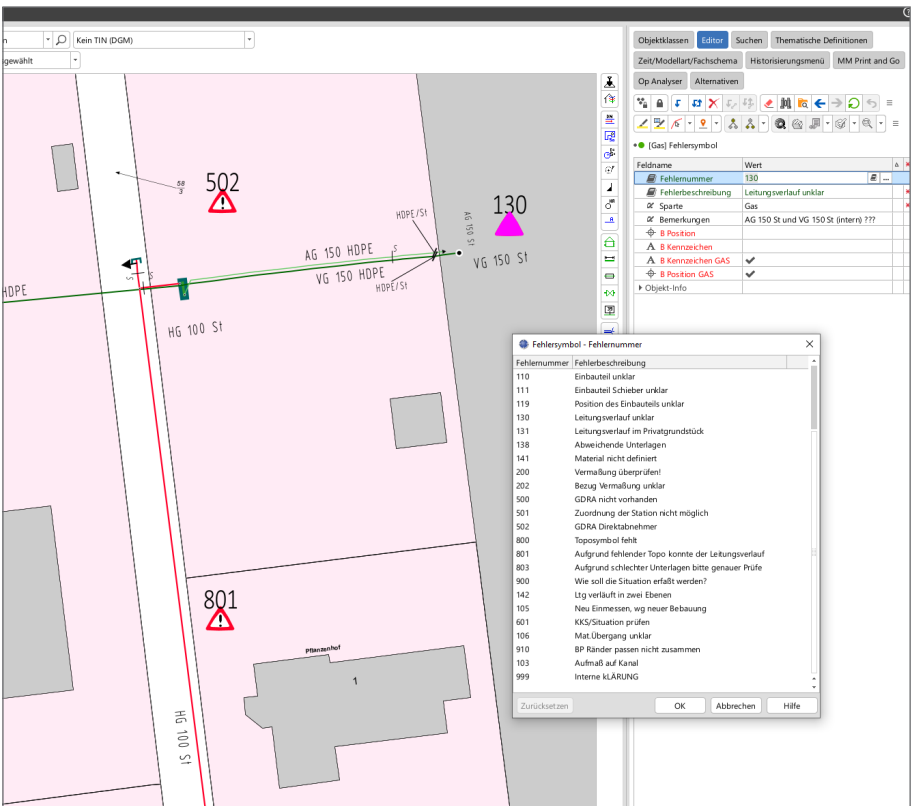 Kein TIN (DGM)
gewählt
Objektklassen Editor Suchen Thematische Definitionen
Zeit/Modellart/Fachschema Historisierungsmenü MM Print and Go
Op Analyser Alternativen
[Gas] Fehlersymbol
Feldname Wert
Fehlernummer 130
Fehlerbeschreibung Leitungsverlauf unklar
Sparte Gas
Bemerkungen AG 150 St und VG 150 St (intern) ???
B Position
B Kennzeichen
B Kennzeichen GAS
B Position GAS
Objekt-Info
58
3
502
130
HDPE/St
AG 150 St
AG 150 HDPE
S
VG 150 HDPE
VG 150 St
HDPE/St
S
S
HDPE
HG 100 St
801
Pflanzenhof
1
HG 100 St
Fehlersymbol - Fehlernummer
Fehlernummer Fehlerbeschreibung
110 Einbauteil unklar
111 Einbauteil Schieber unklar
119 Position des Einbauteils unklar
130 Leitungsverlauf unklar
131 Leitungsverlauf im Privatgrundstück
138 Abweichende Unterlagen
141 Material nicht definiert
200 Vermaßung überprüfen!
202 Bezug Vermaßung unklar
500 GDRA nicht vorhanden
501 Zuordnung der Station nicht möglich
502 GDRA Direktabnehmer
800 Toposymbol fehlt
801 Aufgrund fehlender Topo konnte der Leitungsverlauf
803 Aufgrund schlechter Unterlagen bitte genauer Prüfe
900 Wie soll die Situation erfaßt werden?
142 Ltg verläuft in zwei Ebenen
105 Neu Einmessen, wg neuer Bebauung
601 KKS/Situation prüfen
106 Mat.Übergang unklar
910 BP Ränder passen nicht zusammen
103 Aufmaß auf Kanal
999 Interne kLÄRUNG
Zurücksetzen OK Abbrechen Hilfe